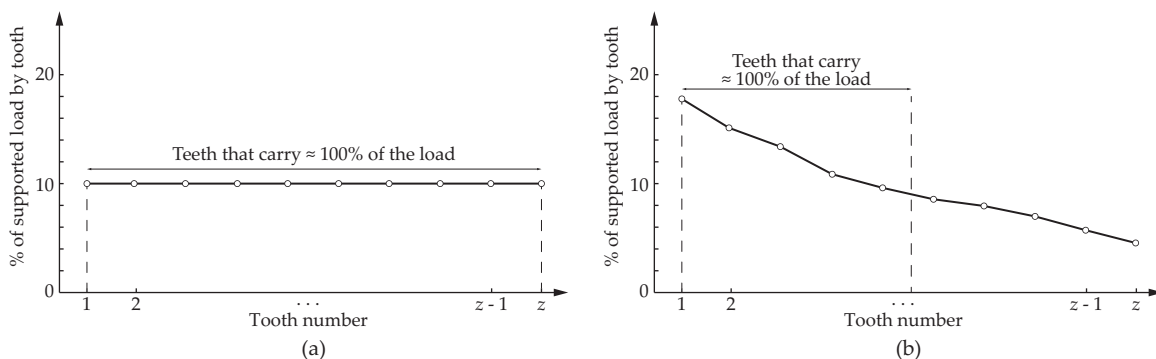 % of supported load by tooth
20
10
0
Teeth that carry ≈ 100% of the load
1
2
· · ·
z - 1
z
Tooth number
(a)
% of supported load by tooth
20
10
0
Teeth that carry
≈ 100% of the load
1
2
· · ·
z - 1
z
Tooth number
(b)